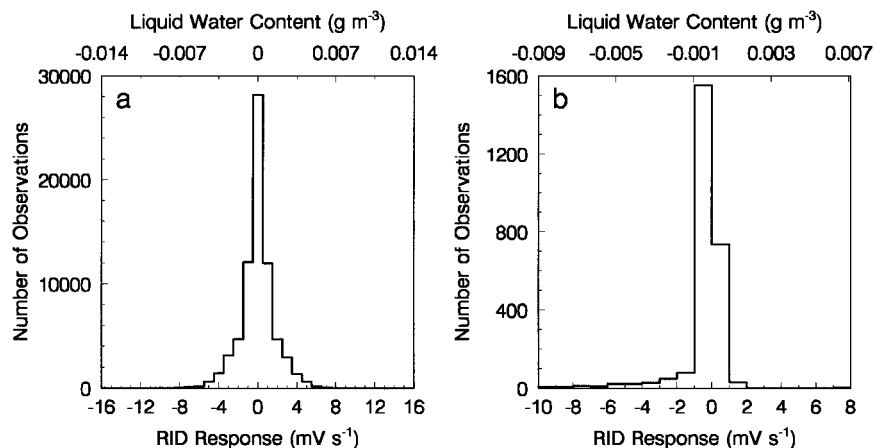 Liquid Water Content (g m⁻³)
-0.014 -0.007 0 0.007 0.014
30000
20000
10000
0
Number of Observations
a
-16 -12 -8 -4 0 4 8 12 16
RID Response (mV s⁻¹)
Liquid Water Content (g m⁻³)
-0.009 -0.005 -0.001 0.003 0.007
1600
1200
800
400
0
Number of Observations
b
-10 -8 -6 -4 -2 0 2 4 6 8
RID Response (mV s⁻¹)